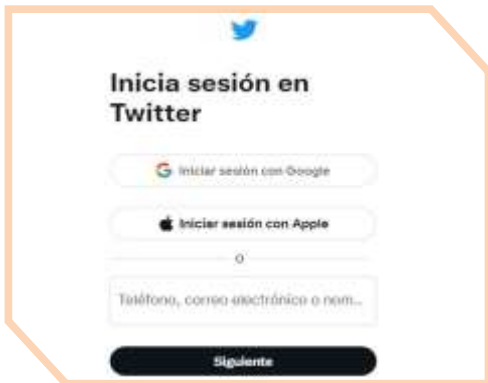 Inicia sesión en
Twitter
Iniciar sesión con Google
Iniciar sesión con Apple
o
Teléfono, correo electrónico o nom...
Siguiente